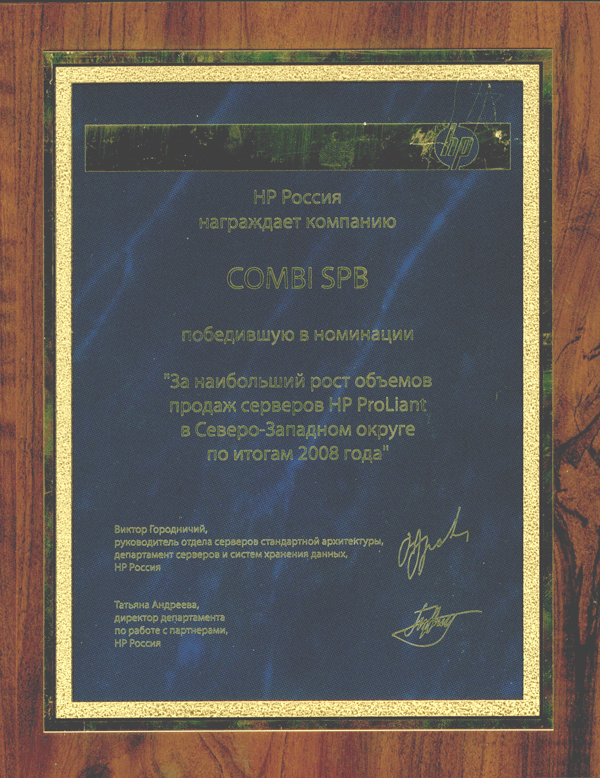 hp
HP Россия
награждает компанию
COMBI SPB
победившую в номинации
"За наибольший рост объемов
продаж серверов HP ProLiant
в Северо-Западном округе
по итогам 2008 года"
Виктор Городничий,
руководитель отдела серверов стандартной архитектуры,
департамент серверов и систем хранения данных,
HP Россия
Татьяна Андреева,
директор департамента
по работе с партнерами,
HP Россия